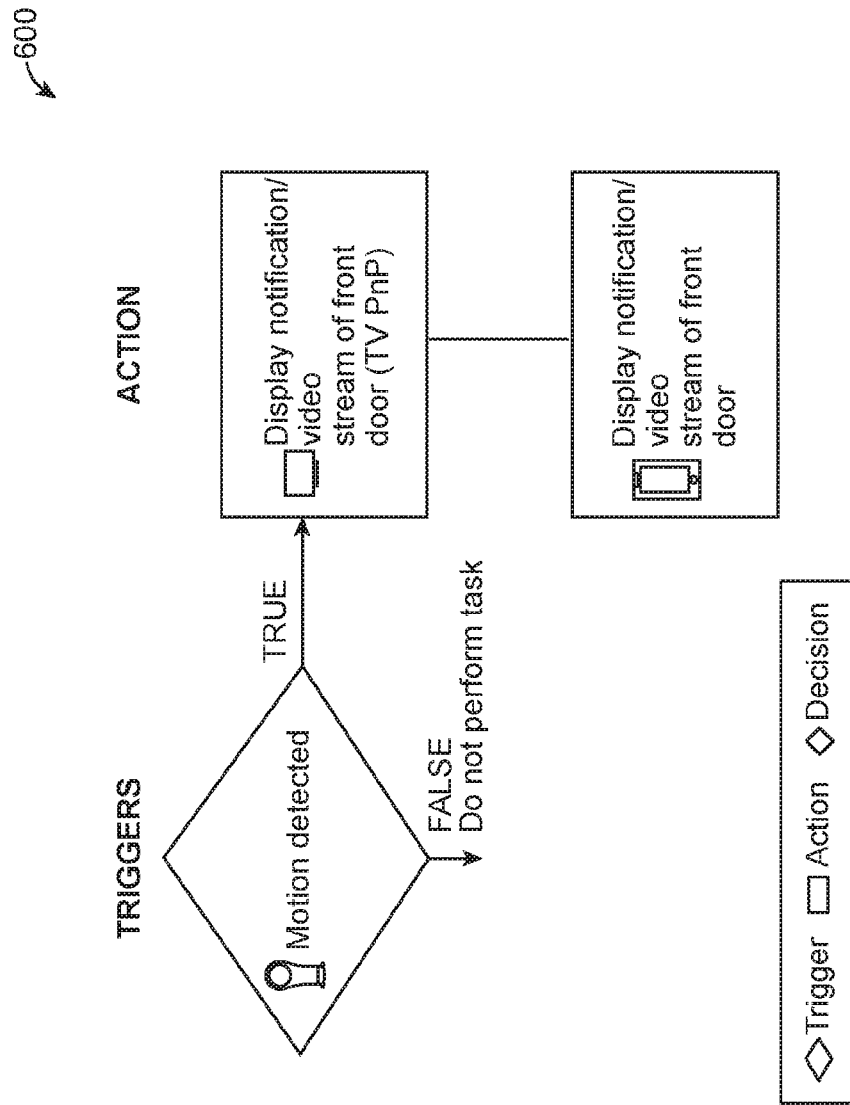 600
TRIGGERS
ACTION
Motion detected
TRUE
FALSE
Do not perform task
Display notification/
video
stream of front
door (TV PnP)
Display notification/
video
stream of front
door
Trigger Action Decision